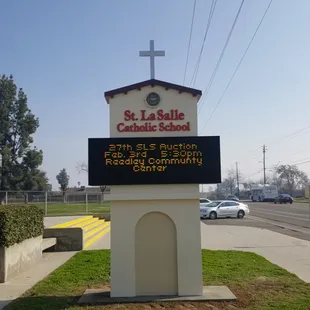 St. La Salle
Catholic School
27th SLS Auction
Feb. 3rd 5:30pm
Reedley Community
Center